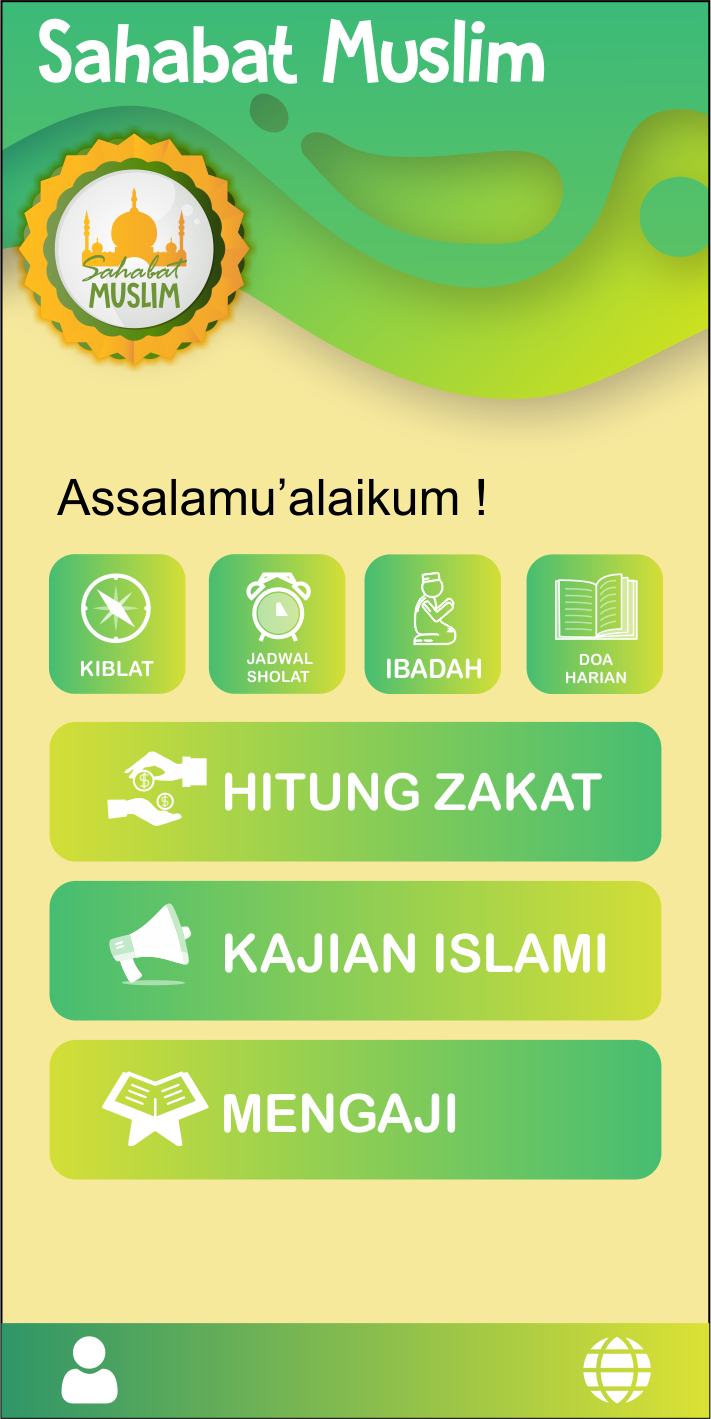 Sahabat Muslim
Sahabat
MUSLIM
Assalamu’alaikum !
KIBLAT
JADWAL
SHOLAT
IBADAH
DOA
HARIAN
HITUNG ZAKAT
KAJIAN ISLAMI
MENGAJI